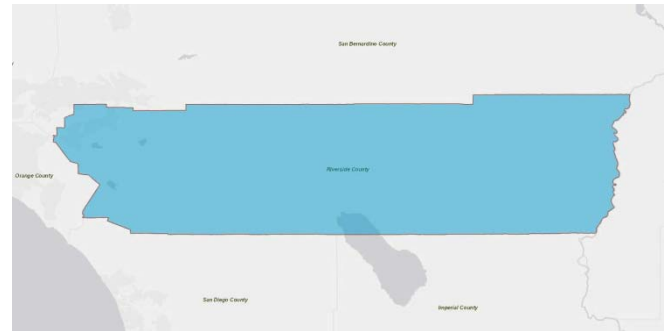 San Bernardino County
Orange County
Riverside County
San Diego County
Imperial County